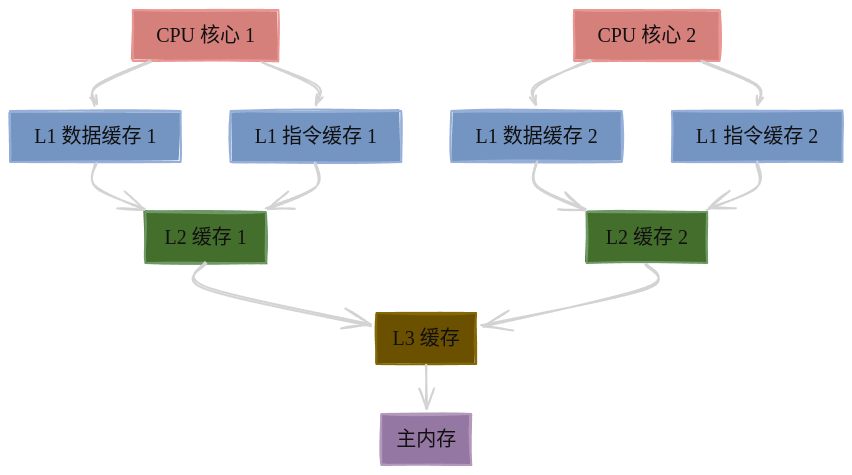 CPU 核心 1
CPU 核心 2
L1 数据缓存 1
L1 指令缓存 1
L1 数据缓存 2
L1 指令缓存 2
L2 缓存 1
L2 缓存 2
L3 缓存
主内存